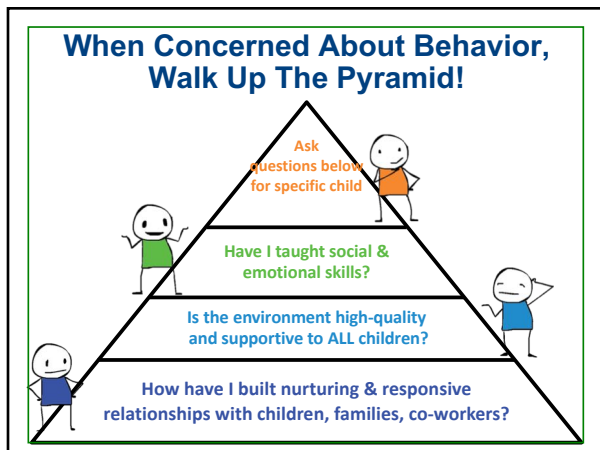 When Concerned About Behavior,
Walk Up The Pyramid!
Ask
questions below
for specific child
Have I taught social &
emotional skills?
Is the environment high-quality
and supportive to ALL children?
How have I built nurturing & responsive
relationships with children, families, co-workers?